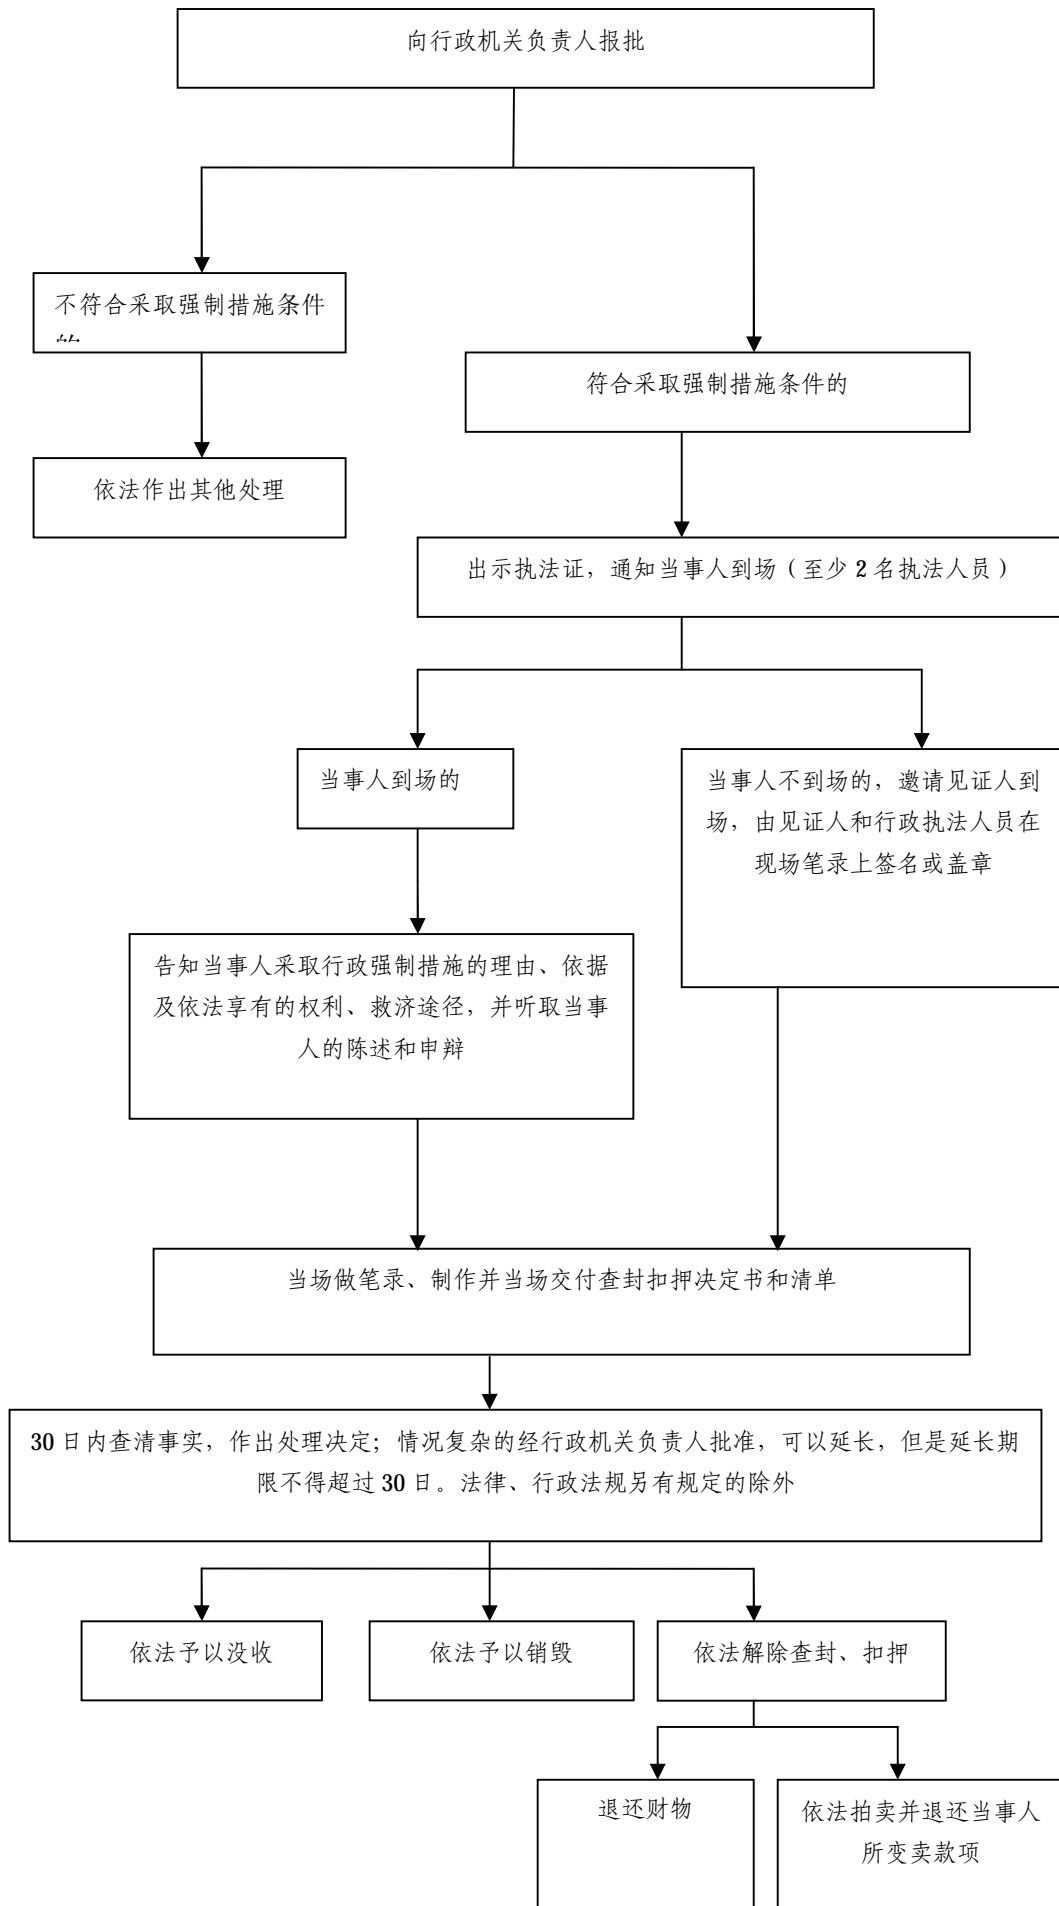 向行政机关负责人报批
不符合采取强制措施条件
符合采取强制措施条件的
依法作出其他处理
出示执法证，通知当事人到场（至少 2 名执法人员）
当事人到场的
当事人不到场的，邀请见证人到
场，由见证人和行政执法人员在
现场笔录上签名或盖章
告知当事人采取行政强制措施的理由、依据
及依法享有的权利、救济途径，并听取当事
人的陈述和申辩
当场做笔录、制作并当场交付查封扣押决定书和清单
30 日内查清事实，作出处理决定；情况复杂的经行政机关负责人批准，可以延长，但是延长期
限不得超过 30 日。法律、行政法规另有规定的除外
依法予以没收
依法予以销毁
依法解除查封、扣押
退还财物
依法拍卖并退还当事人
所变卖款项